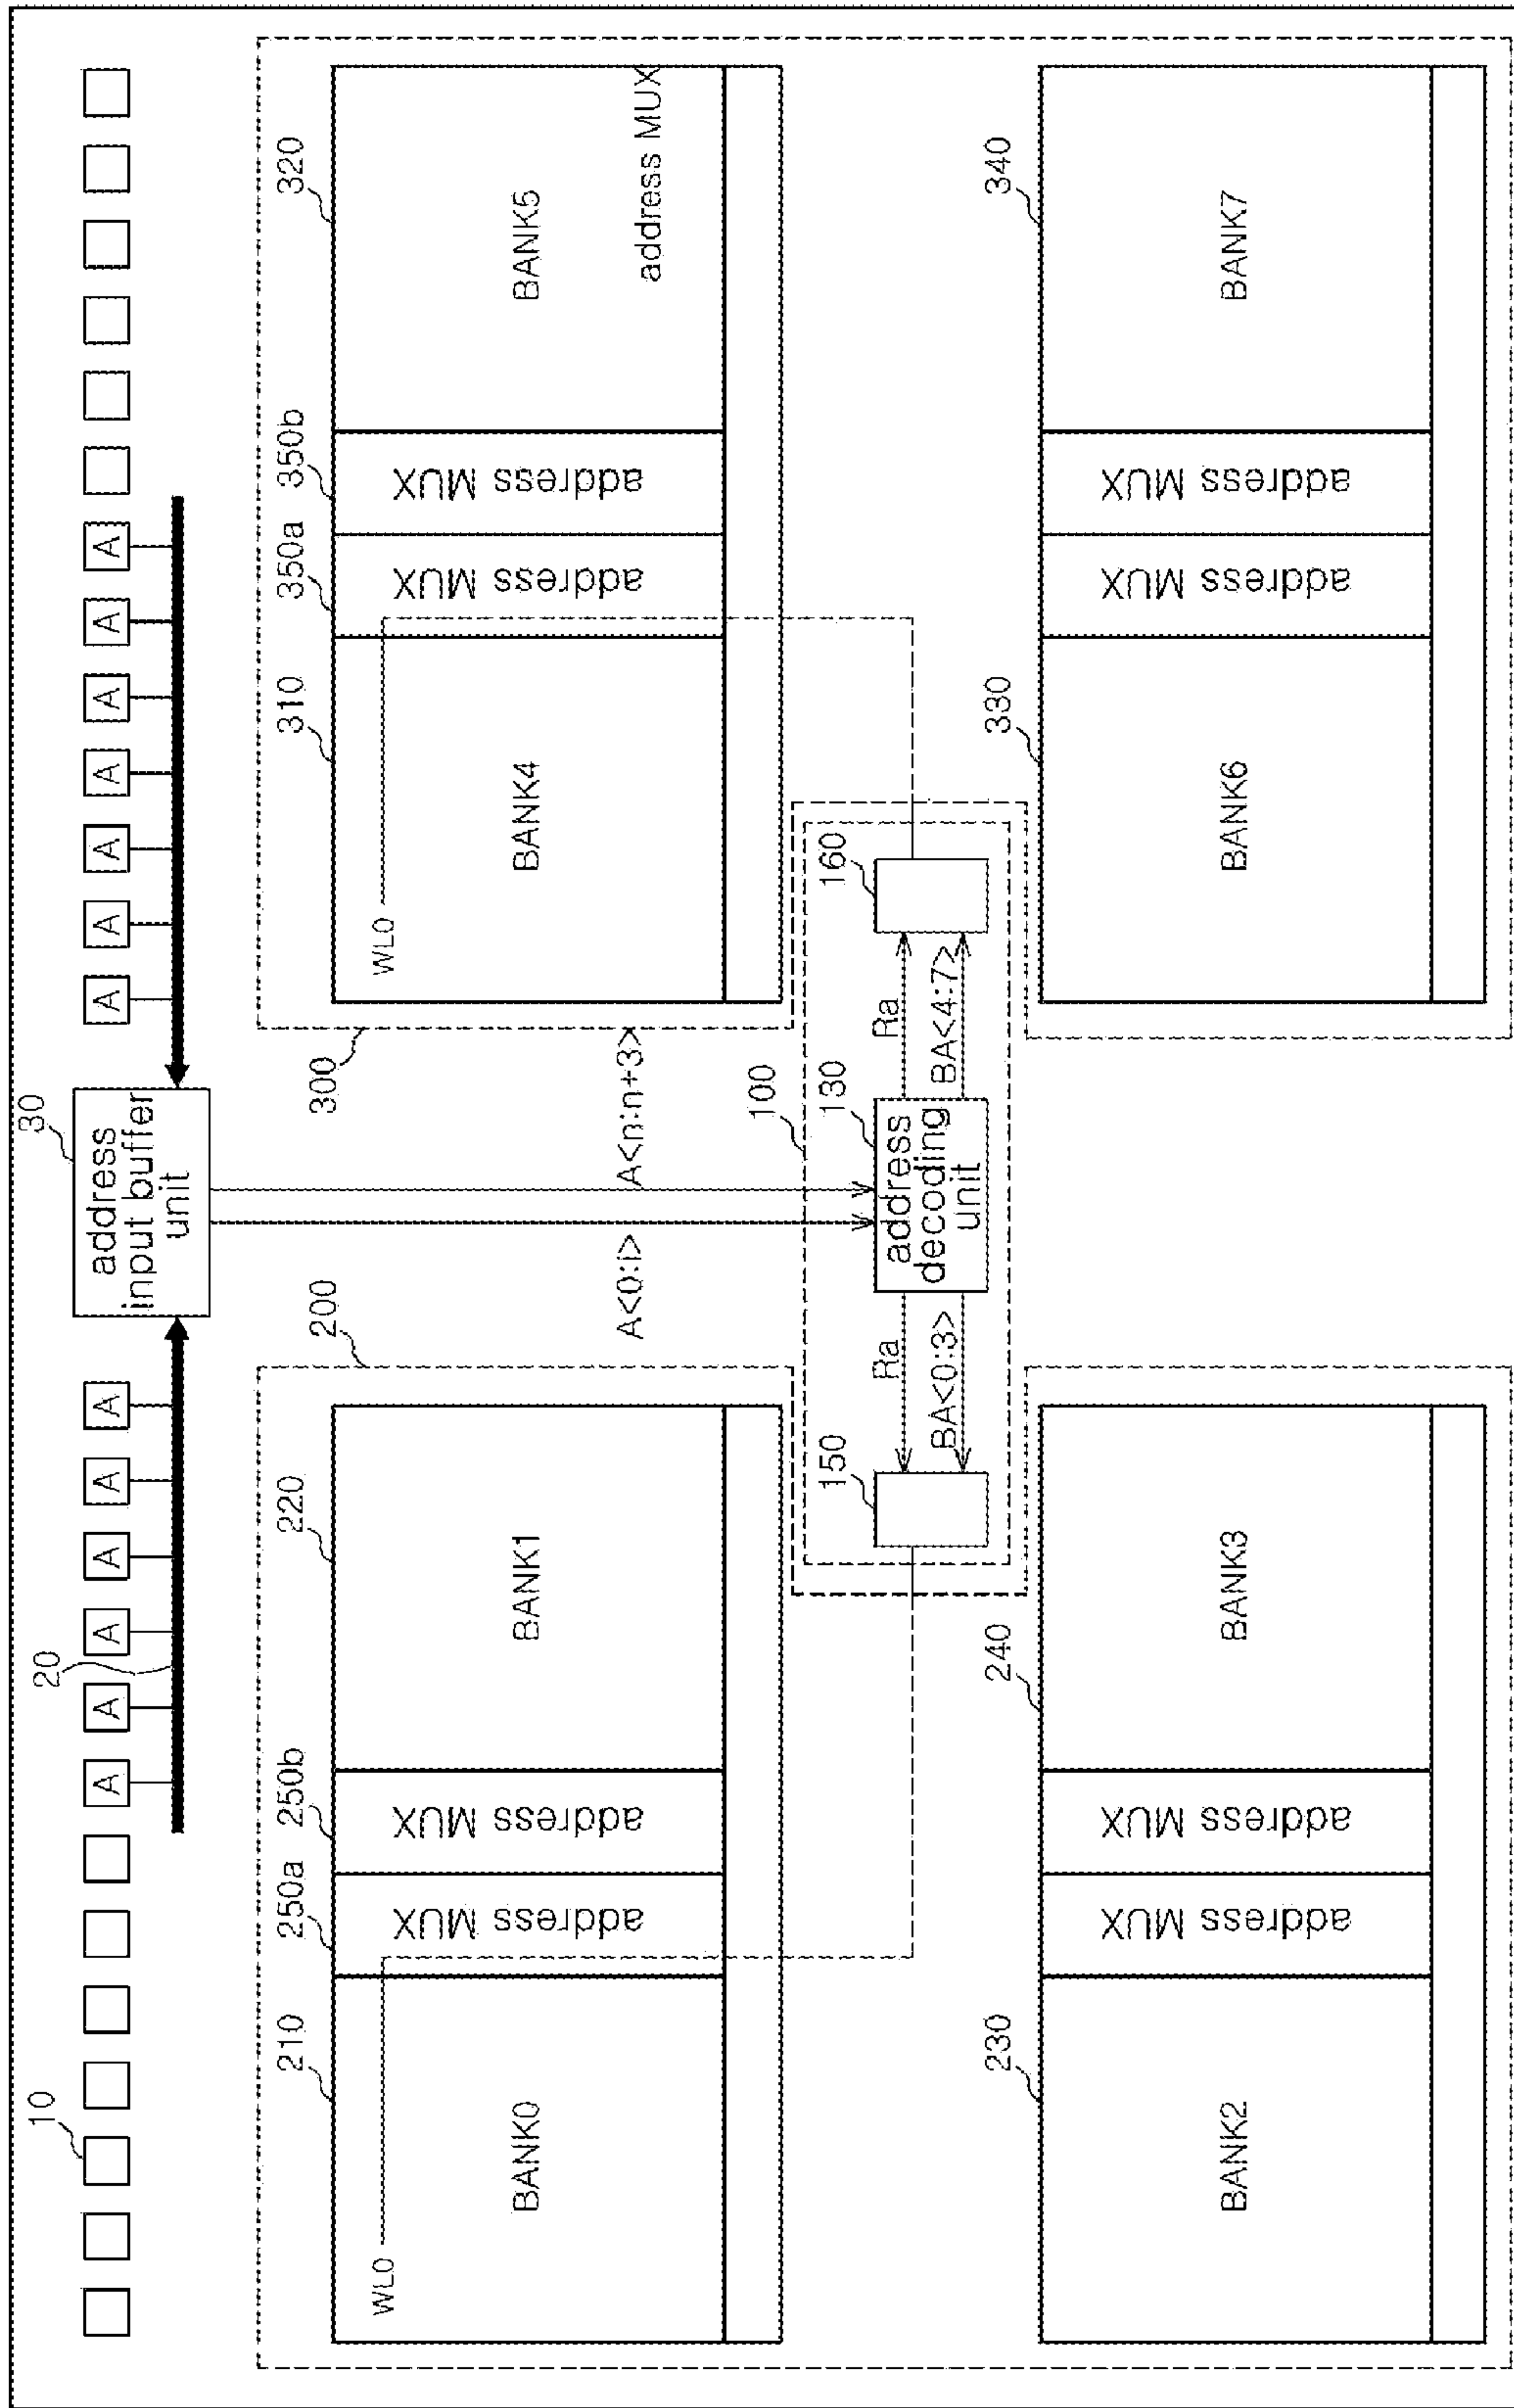 10
20
30
A
A
A
A
A
A
address
input buffer
unit
A
A
A
A
A
A
A
200
210
250a
250b
220
WL0
BANK0
address MUX
address MUX
BANK1
A<0:i>
A<n:n+3>
300
310
350a
350b
320
WL0
BANK4
address MUX
address MUX
BANK5
address MUX
100
150
130
160
Ra
BA<0:3>
address
decoding
unit
Ra
BA<4:7>
230
240
BANK2
address MUX
address MUX
BANK3
330
340
BANK6
address MUX
address MUX
BANK7